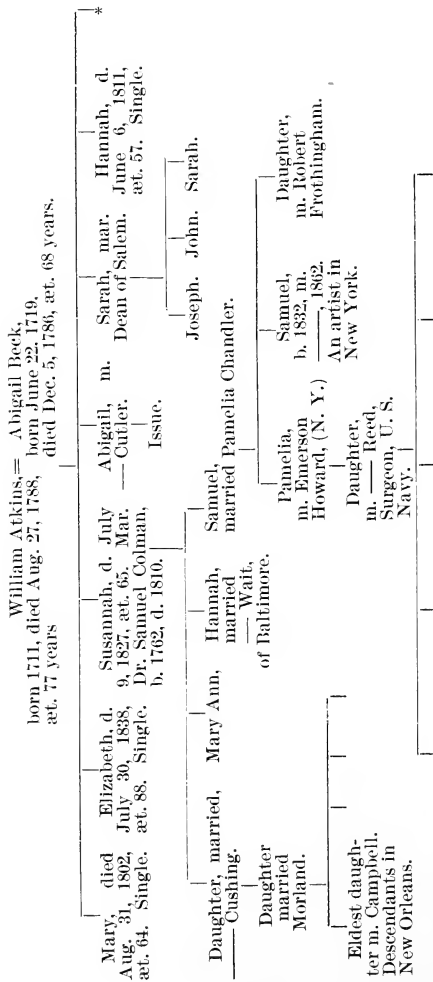 William Atkins,= Abigail Beck,
born 1711, died Aug. 27, 1788, born June 22, 1719,
æt. 77 years died Dec. 5, 1786, æt. 68 years.
Mary, died
Aug. 31, 1802,
æt. 64. Single.
Elizabeth, d.
July 30, 1838,
æt. 88. Single.
Susannah, d. July
9, 1827, æt. 65. Mar.
Dr. Samuel Colman,
b. 1762, d. 1810.
Abigail, m.
—— Cutler.
Issue.
Sarah, mar.
Dean of Salem.
Hannah, d.
June 6, 1811,
æt. 57. Single.
*
Joseph. John. Sarah.
Daughter, married,
—— Cushing.
Mary Ann,
Hannah,
married
—— Wait,
of Baltimore.
Samuel,
married Pamelia Chandler.
Daughter
married
Morland.
Pamelia,
m. Emerson
Howard, (N. Y.)
Samuel,
b. 1832, m.
——, 1862.
An artist in
New York.
Daughter,
m. Robert
Frothingham.
Daughter,
m. —— Reed,
Surgeon, U. S.
Navy.
Eldest daugh-
ter m. Campbell.
Descendants in
New Orleans.